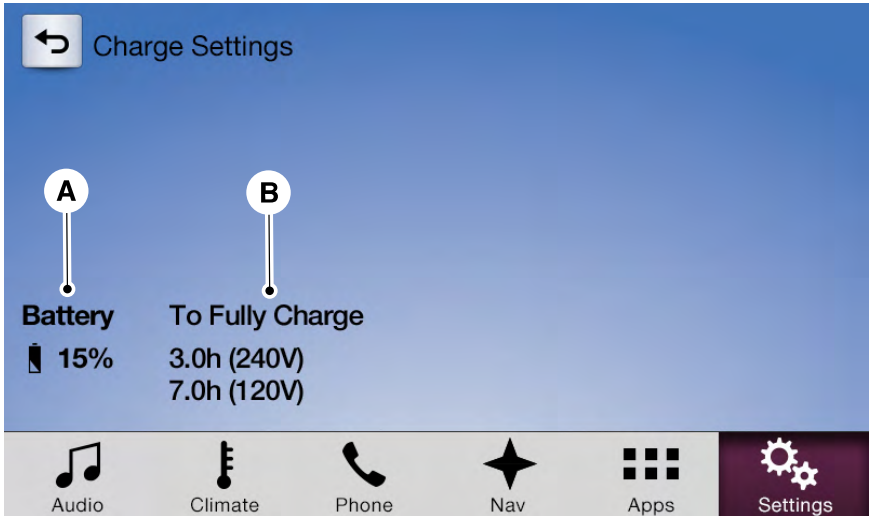 Charge Settings
A
B
Battery
To Fully Charge
15%
3.0h (240V)
7.0h (120V)
Audio
Climate
Phone
Nav
Apps
Settings